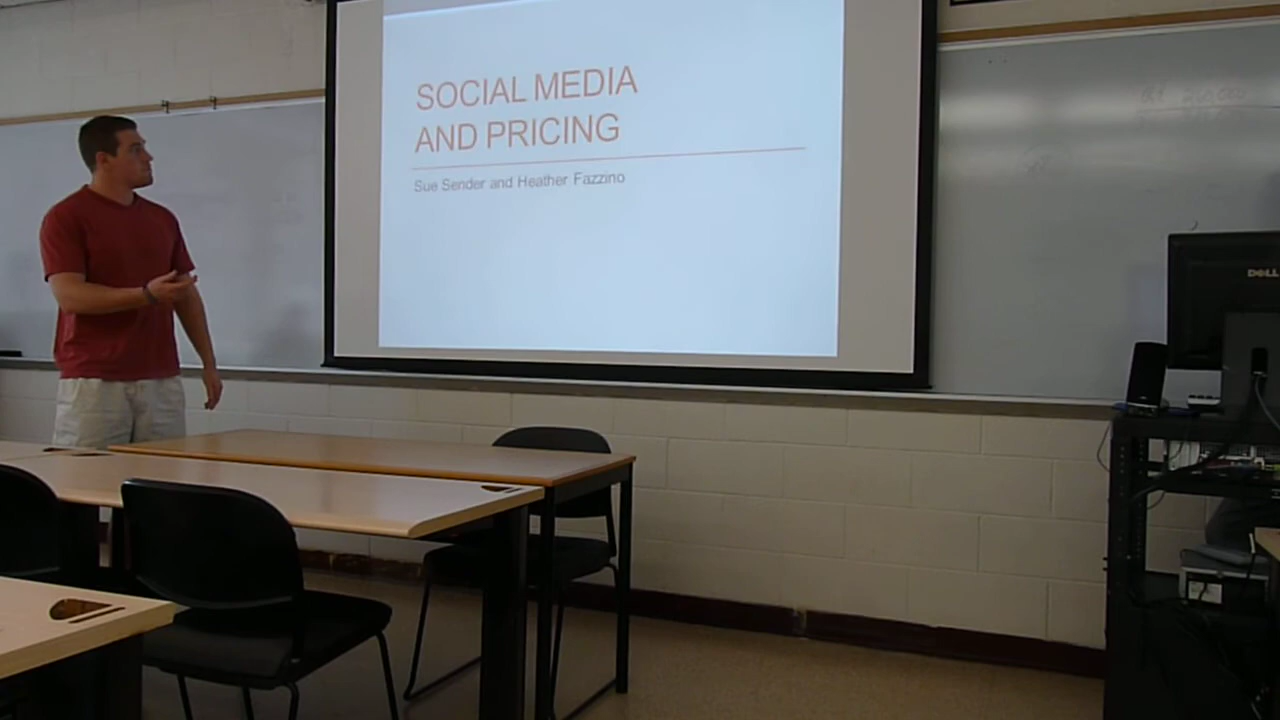 SOCIAL MEDIA
AND PRICING
Sue Sender and Heather Fazzino
DELL